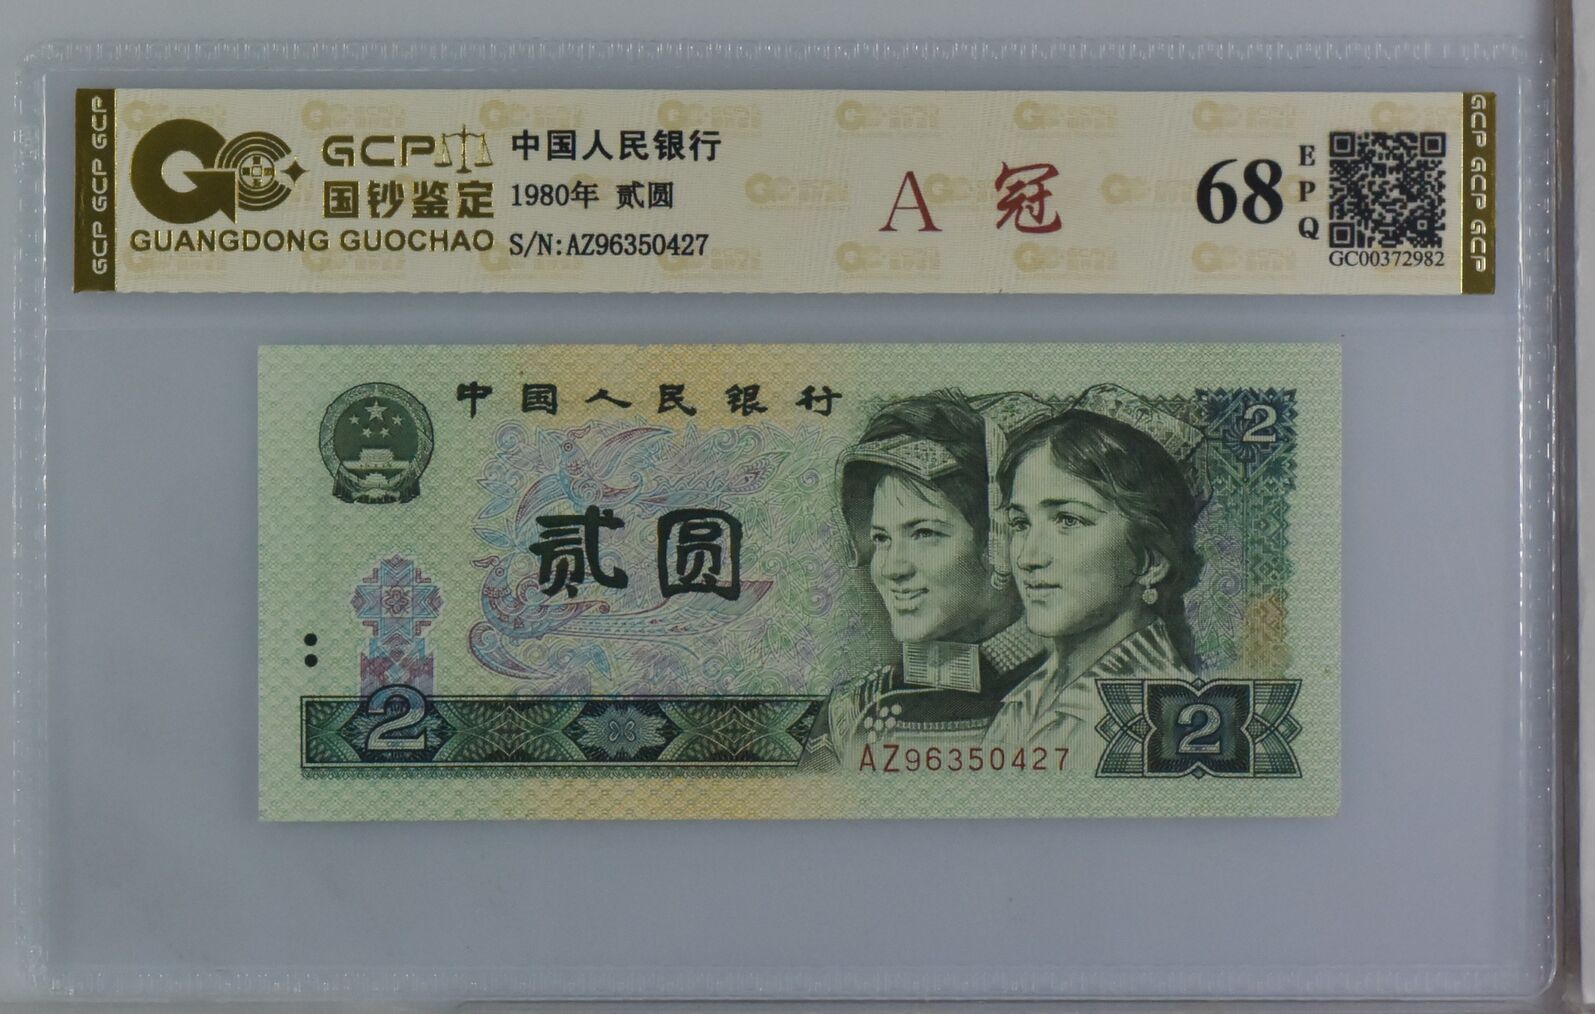 GCP GCP GCP
GCP
国钞鉴定
GUANGDONG GUOCHAO
中国人民银行
1980年 贰圆
S/N:AZ96350427
A 冠
68
EPQ
GC00372982
GCP GCP GCP
中国人民银行
2
贰圆
2
AZ96350427
2